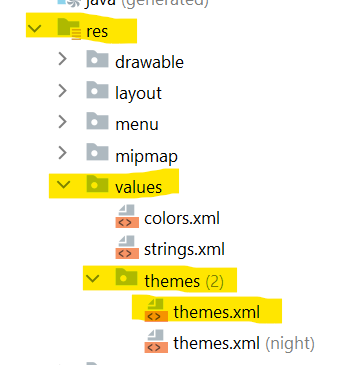 java (generated)
res
drawable
layout
menu
mipmap
values
colors.xml
strings.xml
themes (2)
themes.xml
themes.xml (night)